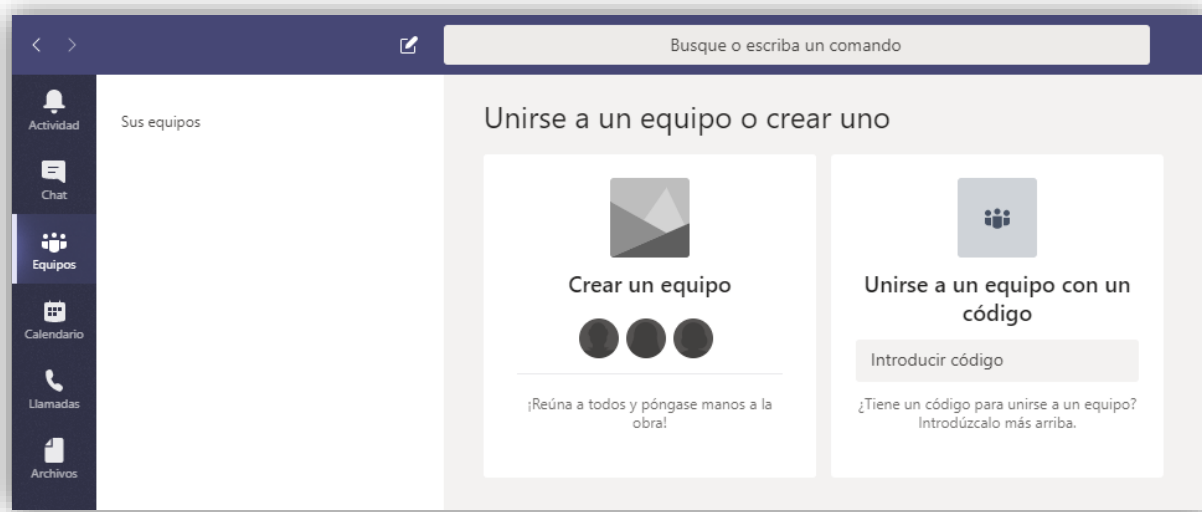 Busque o escriba un comando
Actividad
Chat
Equipos
Calendario
Llamadas
Archivos
Sus equipos
Unirse a un equipo o crear uno
Crear un equipo
¡Reúna a todos y póngase manos a la
obra!
Unirse a un equipo con un
código
Introducir código
¿Tiene un código para unirse a un equipo?
Introdúzcalo más arriba.